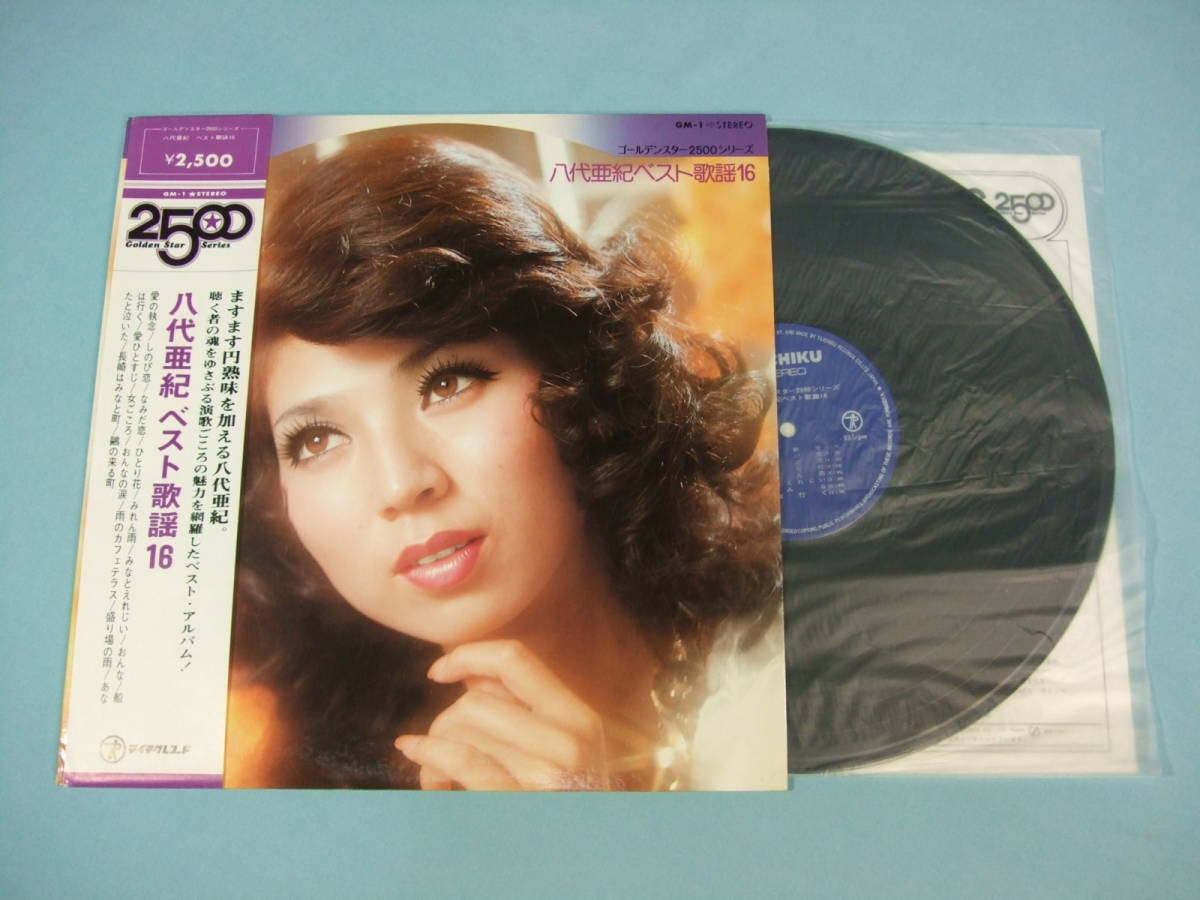 ゴールデンスター2500シリーズ
八代亜紀 ベスト歌謡16
¥2,500
GM-1 ★ STEREO
2500
Golden Star Series
八代亜紀 ベスト歌謡16
ますます円熟味を加える八代亜紀。
聴く者の魂をゆさぶる演歌ごころの魅力を網羅したベスト・アルバム!
愛の執念/しのび恋/なみだ恋/ひとり花/みれん雨/みなとえれじい/おんな/船
は行く/愛ひとすじ/女ごころ/おんなの涙/雨のカフェテラス/盛り場の雨/あな
たと泣いた/長崎はみなと町/鷗の来る町
テイチクレコード
GM-1 STEREO
ゴールデンスター2500シリーズ
八代亜紀ベスト歌謡16
CHIKU
EREO
スター2500シリーズ
ベスト歌謡16
2500